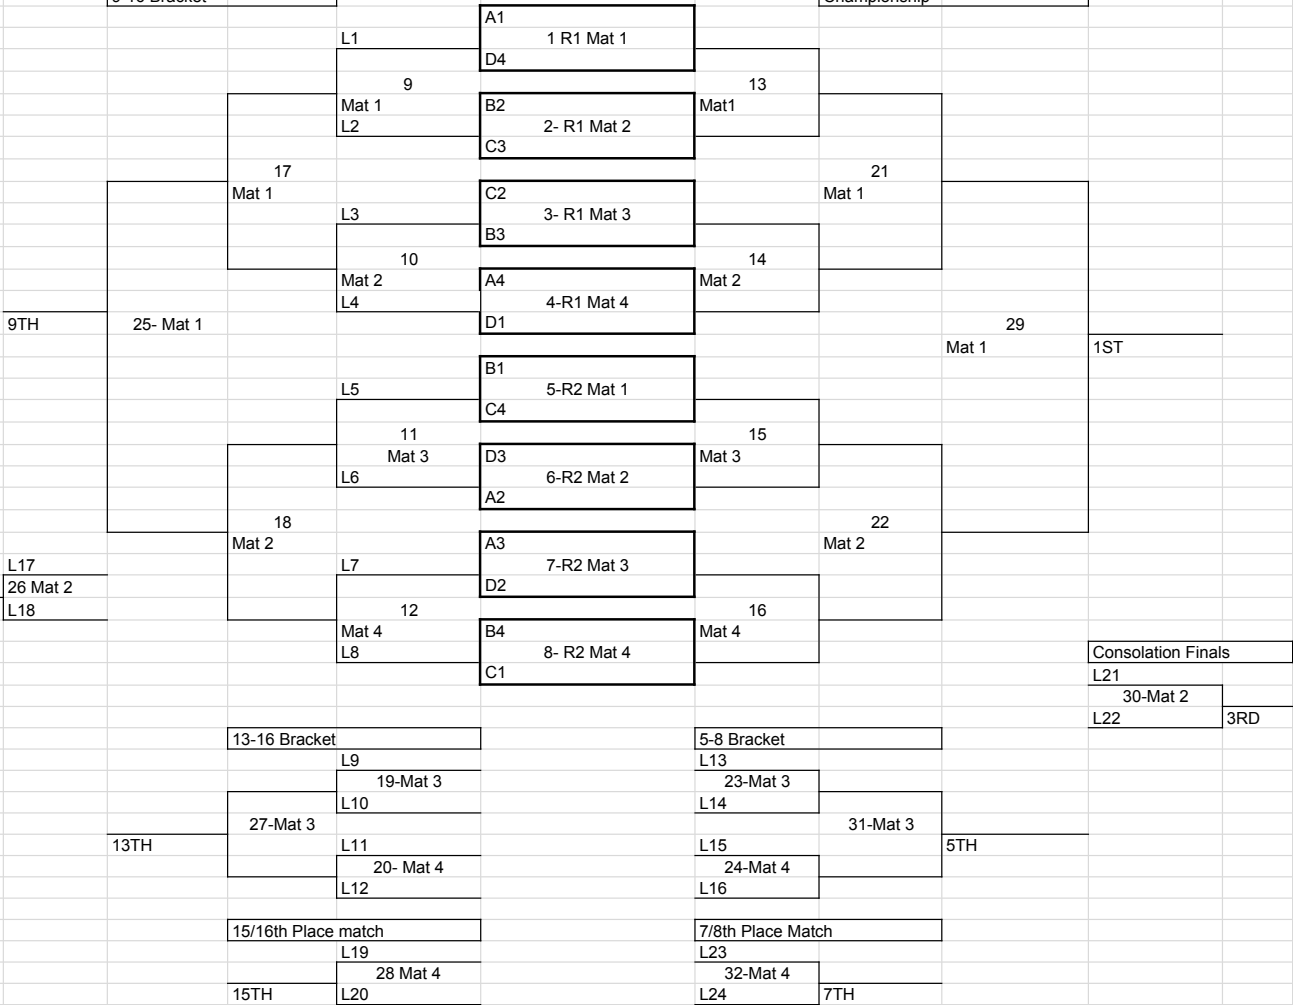 9-16 Bracket
Championship
A1
L1
1 R1 Mat 1
D4
9
13
Mat 1
B2
Mat1
L2
2- R1 Mat 2
C3
17
21
Mat 1
C2
Mat 1
L3
3- R1 Mat 3
B3
10
14
Mat 2
A4
Mat 2
L4
4-R1 Mat 4
9TH
25- Mat 1
D1
29
Mat 1
1ST
B1
L5
5-R2 Mat 1
C4
11
15
Mat 3
D3
Mat 3
L6
6-R2 Mat 2
A2
18
22
Mat 2
A3
Mat 2
L17
L7
7-R2 Mat 3
26 Mat 2
D2
L18
12
16
Mat 4
B4
Mat 4
L8
8- R2 Mat 4
Consolation Finals
C1
L21
30-Mat 2
L22
3RD
13-16 Bracket
5-8 Bracket
L9
L13
19-Mat 3
23-Mat 3
L10
L14
27-Mat 3
31-Mat 3
13TH
L11
L15
5TH
20- Mat 4
24-Mat 4
L12
L16
15/16th Place match
7/8th Place Match
L19
L23
28 Mat 4
32-Mat 4
15TH
L20
L24
7TH